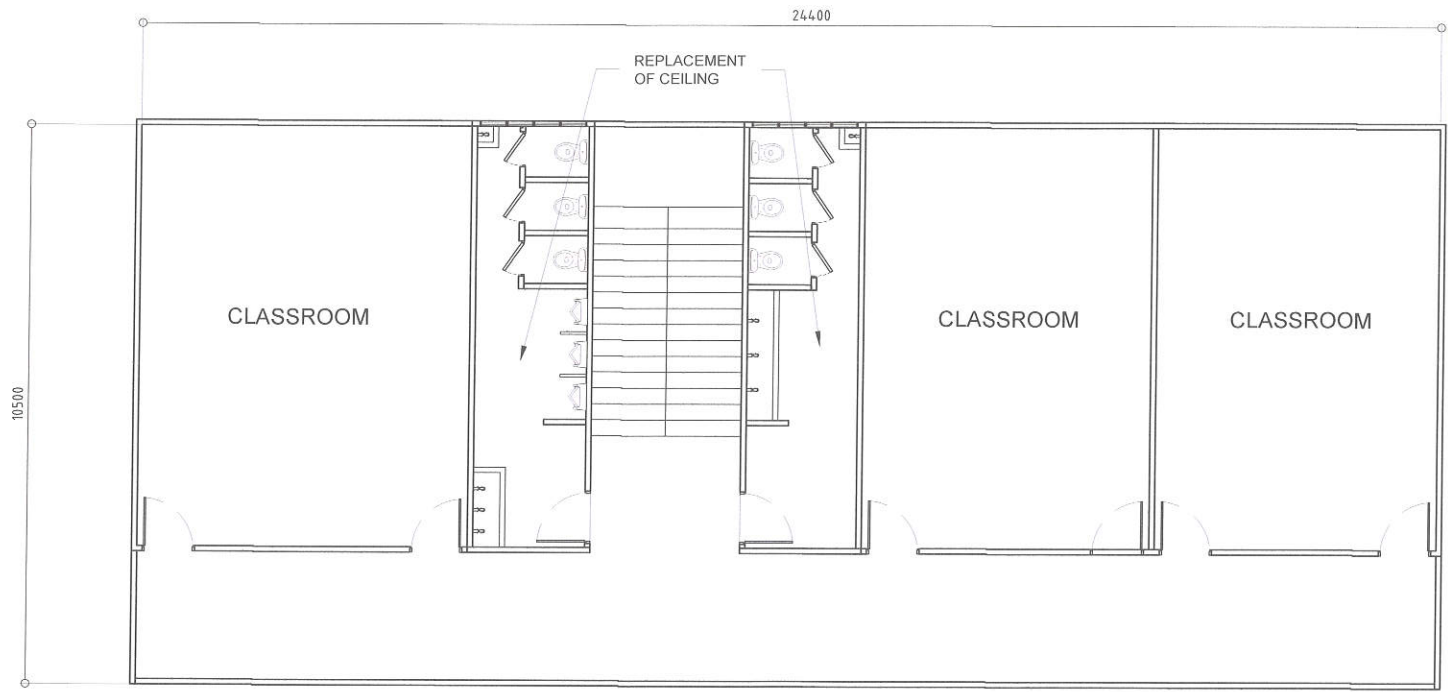 24400
REPLACEMENT
OF CEILING
CLASSROOM
CLASSROOM
CLASSROOM
10500